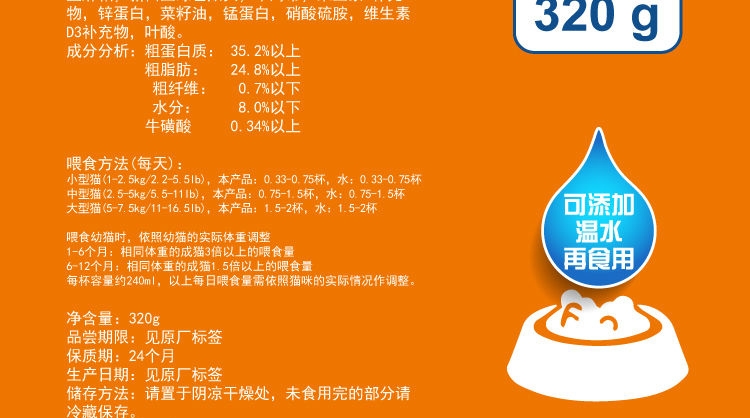 物，锌蛋白，菜籽油，锰蛋白，硝酸硫胺，维生素
D3补充物，叶酸。
成分分析：粗蛋白质：35.2%以上
粗脂肪：24.8%以上
粗纤维：0.7%以下
水分：8.0%以下
牛磺酸 0.34%以上
喂食方法(每天)：
小型猫(1-2.5kg/2.2-5.5lb)，本产品：0.33-0.75杯，水：0.33-0.75杯
中型猫(2.5-5kg/5.5-11lb)，本产品：0.75-1.5杯，水：0.75-1.5杯
大型猫(5-7.5kg/11-16.5lb)，本产品：1.5-2杯，水：1.5-2杯
喂食幼猫时，依照幼猫的实际体重调整
1-6个月：相同体重的成猫3倍以上的喂食量
6-12个月：相同体重的成猫1.5倍以上的喂食量
每杯容量约240ml，以上每日喂食量需依照猫咪的实际情况作调整。
净含量：320g
品尝期限：见原厂标签
保质期：24个月
生产日期：见原厂标签
储存方法：请置于阴凉干燥处，未食用完的部分请
冷藏保存。
320 g
可添加
温水
再食用